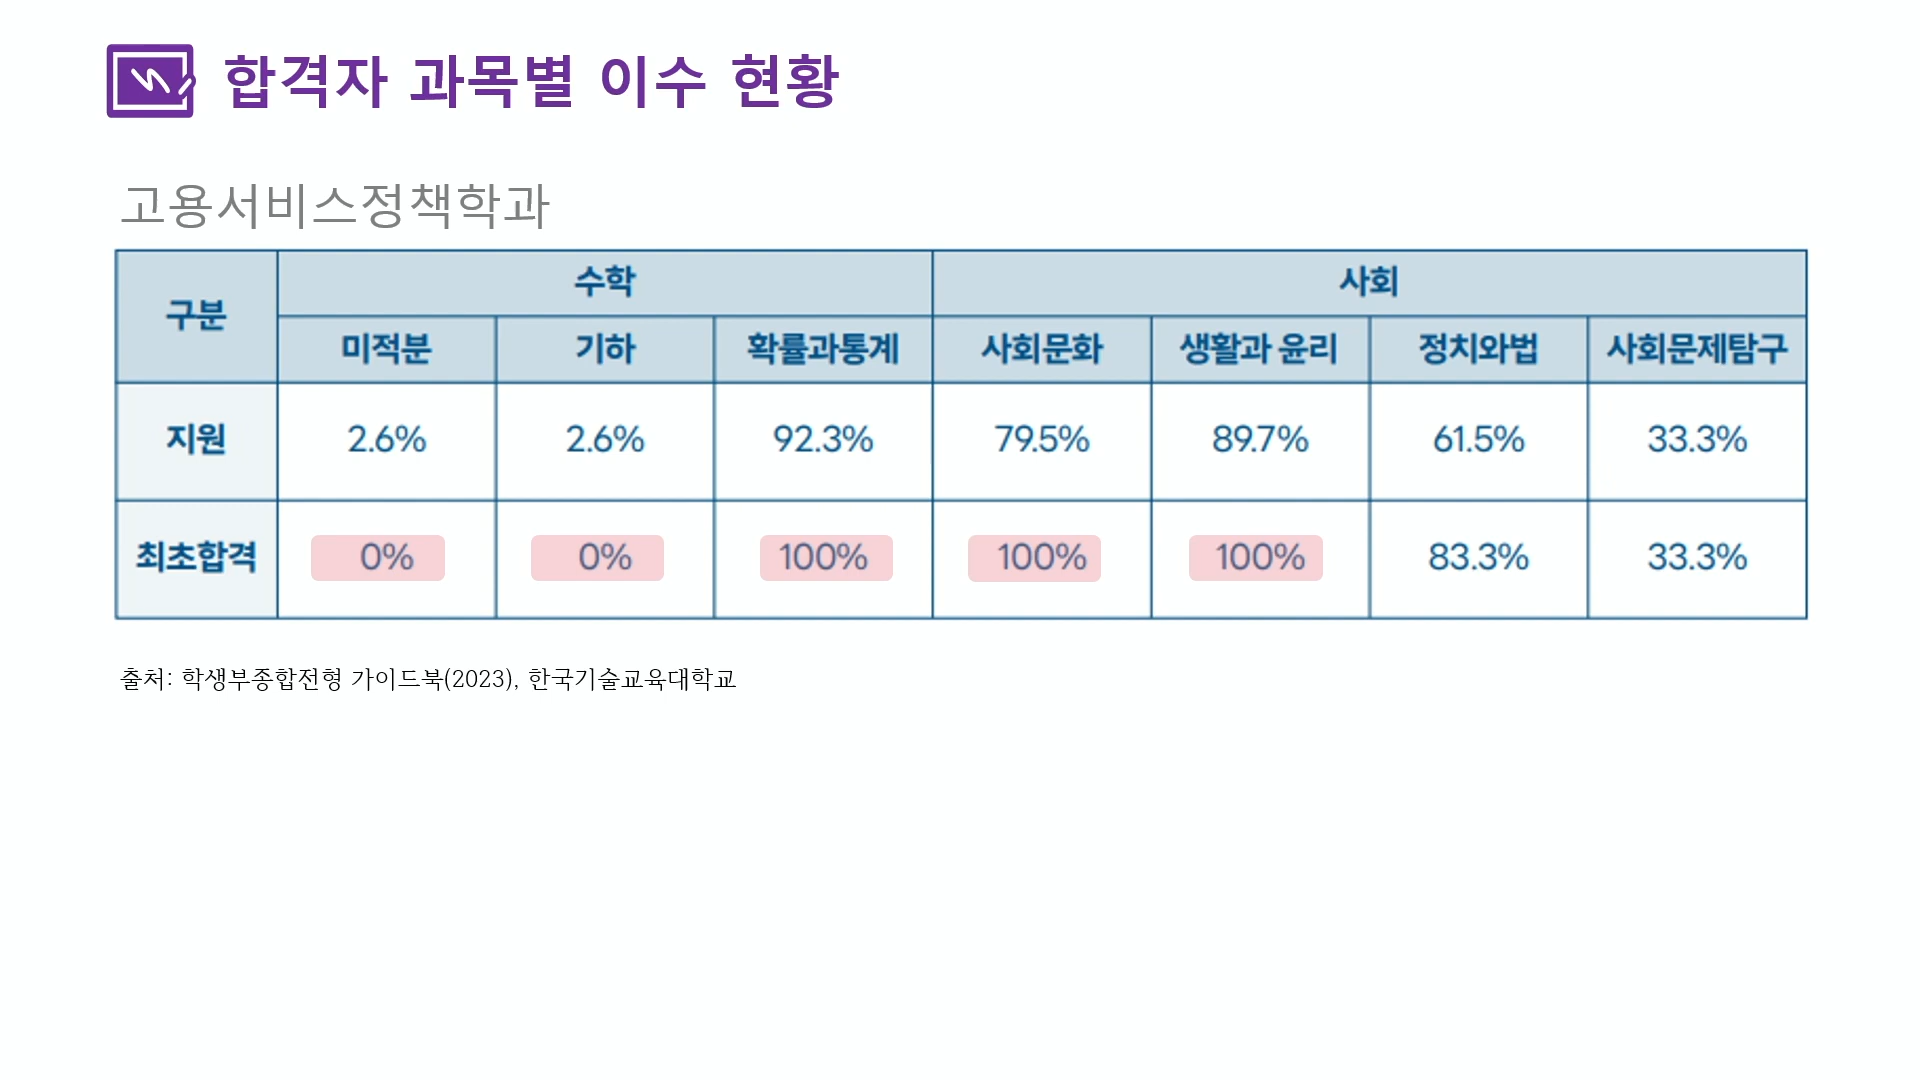 합격자 과목별 이수 현황
고용서비스정책학과
구분 수학 사회
미적분 기하 확률과통계 사회문화 생활과 윤리 정치와법 사회문제탐구
지원 2.6% 2.6% 92.3% 79.5% 89.7% 61.5% 33.3%
최초합격 0% 0% 100% 100% 100% 83.3% 33.3%
출처: 학생부종합전형 가이드북(2023), 한국기술교육대학교